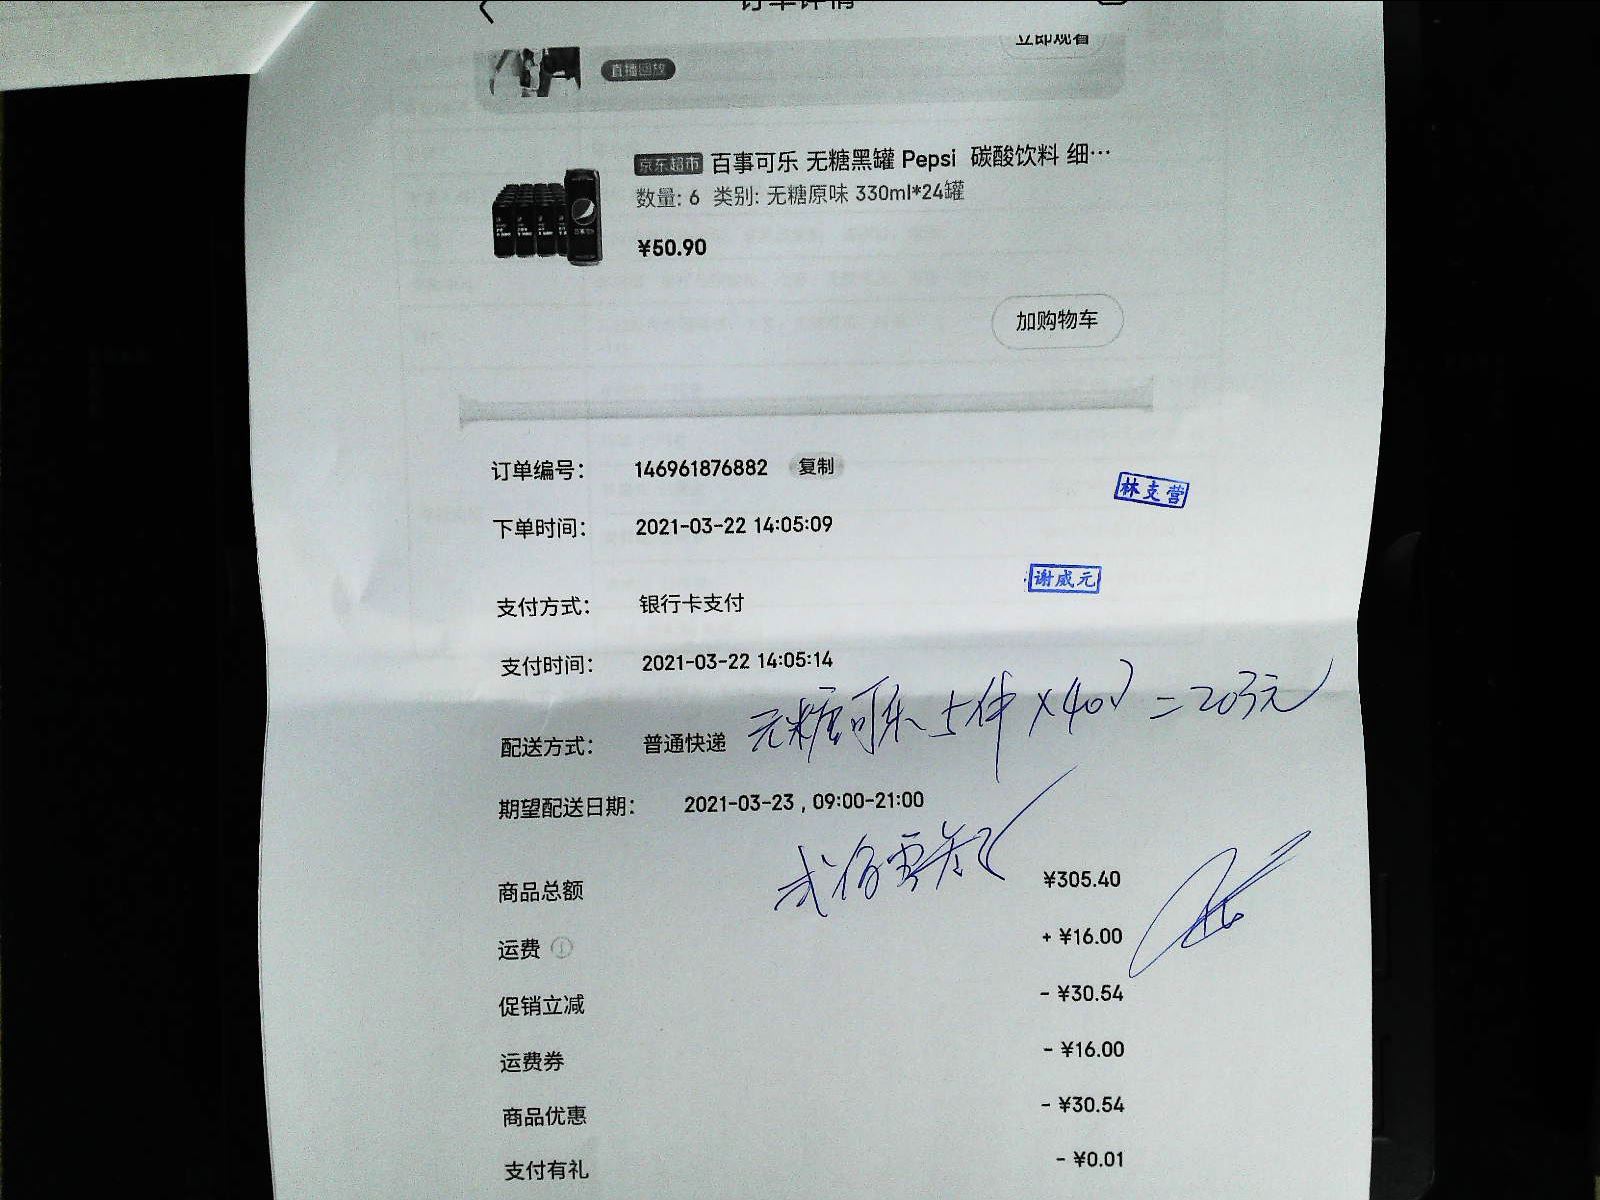 订单详情
立即观看
直播回放
京东超市 百事可乐 无糖黑罐 Pepsi 碳酸饮料 细…
数量: 6 类别: 无糖原味 330ml*24罐
¥50.90
加购物车
订单编号： 146961876882 复制
林支营
下单时间： 2021-03-22 14:05:09
谢威元
支付方式： 银行卡支付
支付时间： 2021-03-22 14:05:14
无糖可乐 5件
配送方式： 普通快递
期望配送日期： 2021-03-23 , 09:00-21:00
商品总额 ¥305.40
运费 + ¥16.00
促销立减 - ¥30.54
运费券 - ¥16.00
商品优惠 - ¥30.54
支付有礼 - ¥0.01